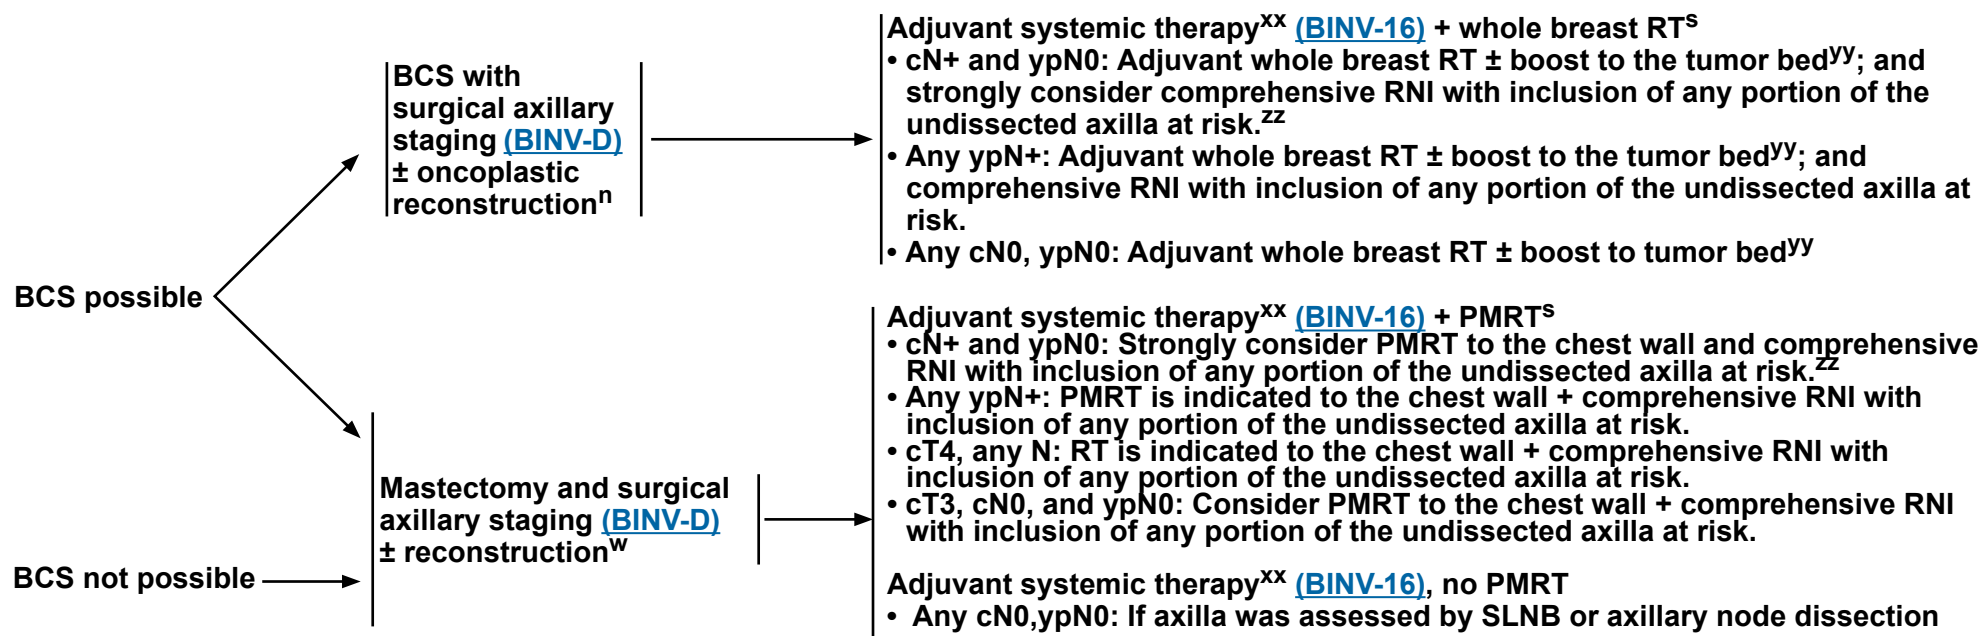 BCS possible
BCS not possible
BCS with
surgical axillary
staging (BINV-D)
± oncoplastic
reconstructionⁿ
Mastectomy and surgical
axillary staging (BINV-D)
± reconstructionʷ
Adjuvant systemic therapyˣˣ (BINV-16) + whole breast RTˢ
• cN+ and ypN0: Adjuvant whole breast RT ± boost to the tumor bedʸʸ; and
strongly consider comprehensive RNI with inclusion of any portion of the
undissected axilla at risk.ᶻᶻ
• Any ypN+: Adjuvant whole breast RT ± boost to the tumor bedʸʸ; and
comprehensive RNI with inclusion of any portion of the undissected axilla at
risk.
• Any cN0, ypN0: Adjuvant whole breast RT ± boost to tumor bedʸʸ
Adjuvant systemic therapyˣˣ (BINV-16) + PMRTˢ
• cN+ and ypN0: Strongly consider PMRT to the chest wall and comprehensive
RNI with inclusion of any portion of the undissected axilla at risk.ᶻᶻ
• Any ypN+: PMRT is indicated to the chest wall + comprehensive RNI with
inclusion of any portion of the undissected axilla at risk.
• cT4, any N: RT is indicated to the chest wall + comprehensive RNI with
inclusion of any portion of the undissected axilla at risk.
• cT3, cN0, and ypN0: Consider PMRT to the chest wall + comprehensive RNI
with inclusion of any portion of the undissected axilla at risk.
Adjuvant systemic therapyˣˣ (BINV-16), no PMRT
• Any cN0,ypN0: If axilla was assessed by SLNB or axillary node dissection